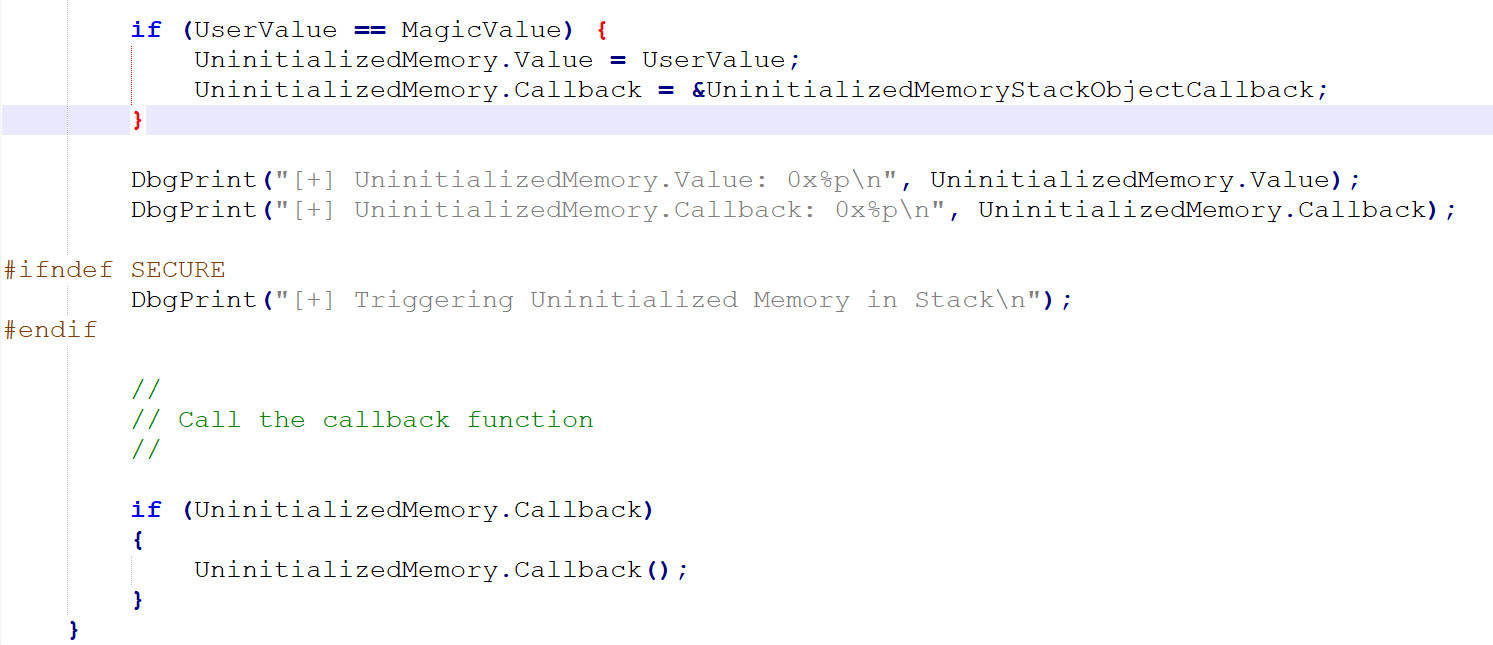 if (UserValue == MagicValue) {
UninitializedMemory.Value = UserValue;
UninitializedMemory.Callback = &UninitializedMemoryStackObjectCallback;
}
DbgPrint("[+] UninitializedMemory.Value: 0x%p\n", UninitializedMemory.Value);
DbgPrint("[+] UninitializedMemory.Callback: 0x%p\n", UninitializedMemory.Callback);
#ifndef SECURE
DbgPrint("[+] Triggering Uninitialized Memory in Stack\n");
#endif
//
// Call the callback function
//
if (UninitializedMemory.Callback)
{
UninitializedMemory.Callback();
}
}